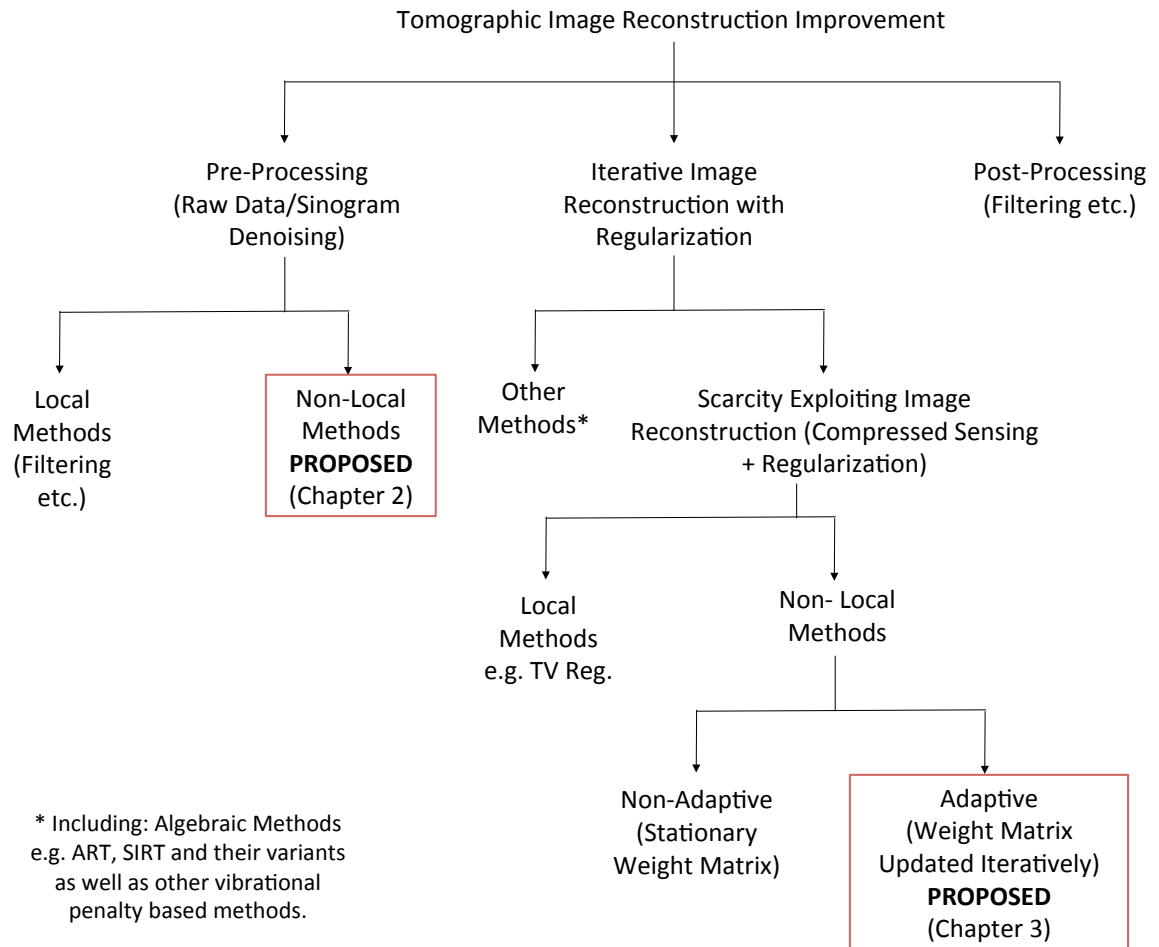 Tomographic Image Reconstruction Improvement
Pre-Processing
(Raw Data/Sinogram
Denoising)
Iterative Image
Reconstruction with
Regularization
Post-Processing
(Filtering etc.)
Local
Methods
(Filtering
etc.)
Non-Local
Methods
PROPOSED
(Chapter 2)
Other
Methods*
Scarcity Exploiting Image
Reconstruction (Compressed Sensing
+ Regularization)
Local
Methods
e.g. TV Reg.
Non- Local
Methods
Non-Adaptive
(Stationary
Weight Matrix)
Adaptive
(Weight Matrix
Updated Iteratively)
PROPOSED
(Chapter 3)
* Including: Algebraic Methods
e.g. ART, SIRT and their variants
as well as other vibrational
penalty based methods.